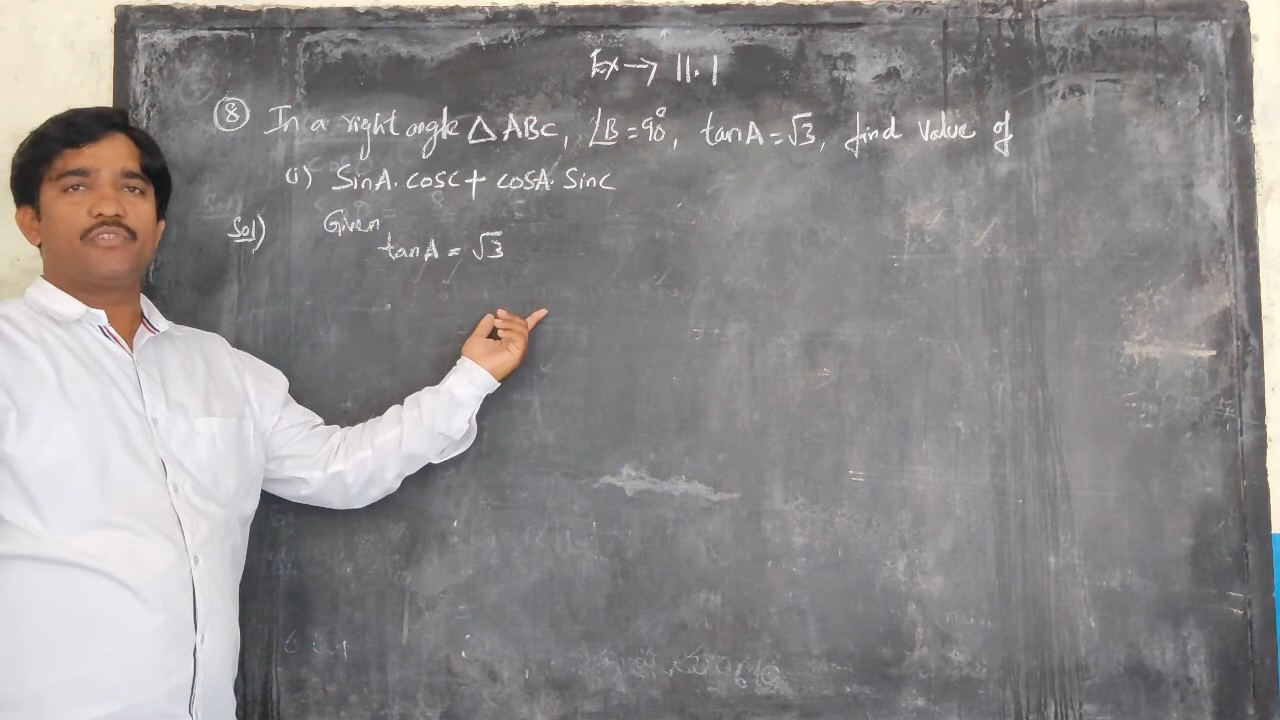 Ex → 11.1
⑧ In a right angle △ ABC, ∠B = 90°, tanA = √3, find Value of
(i) SinA. cosc + cosA. Sinc
Sol) Given
tanA = √3